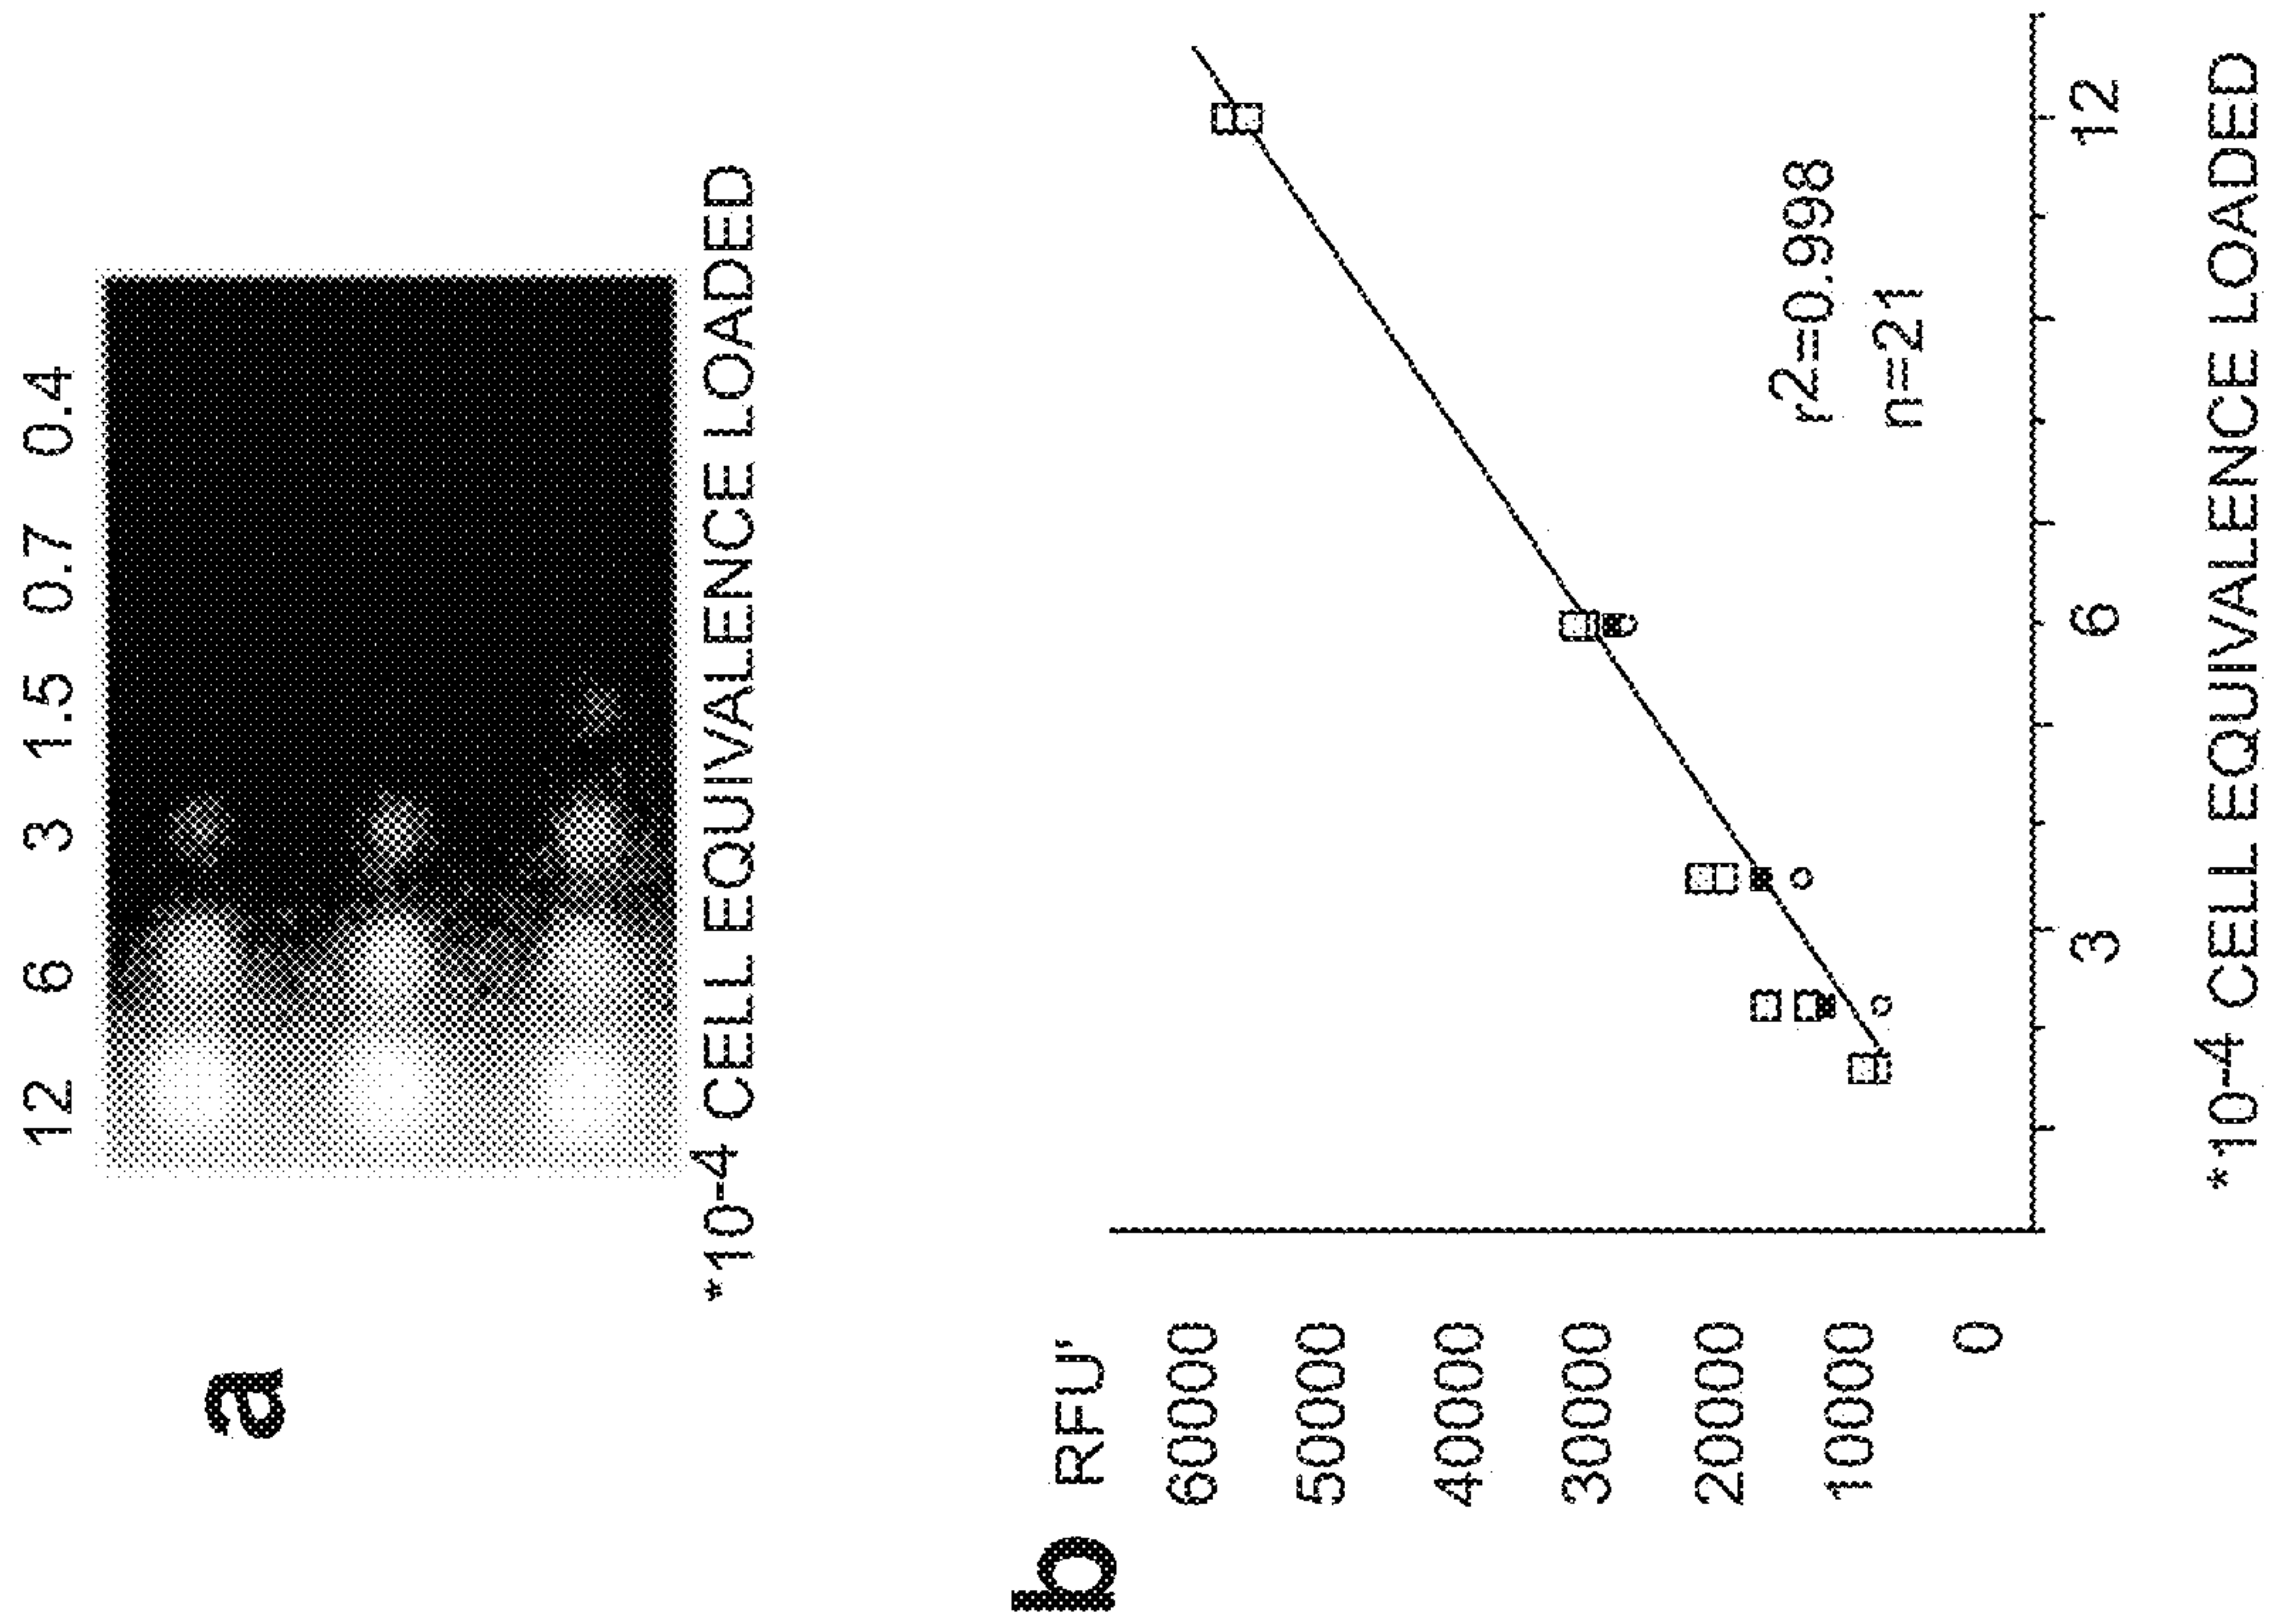 a
12 6 3 1.5 0.7 0.4
*10-4 CELL EQUIVALENCE LOADED
b
RFU'
60000
50000
40000
30000
20000
10000
0
r2=0.998
n=21
3 6 12
*10-4 CELL EQUIVALENCE LOADED